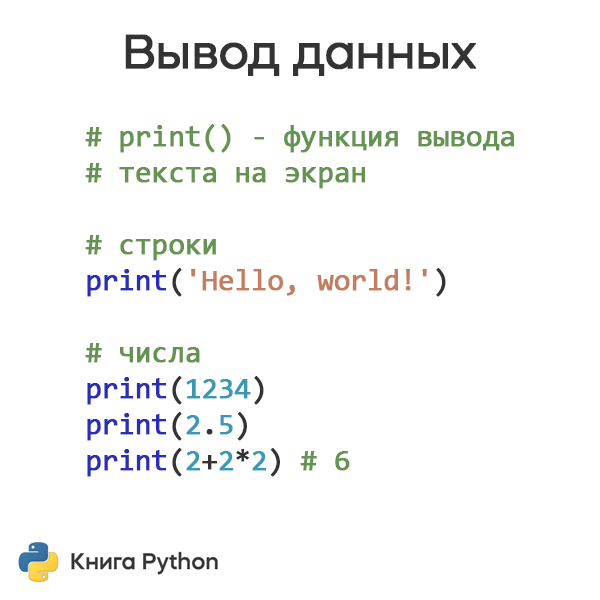 Вывод данных
# print() - функция вывода
# текста на экран
# строки
print('Hello, world!')
# числа
print(1234)
print(2.5)
print(2+2*2) # 6
Книга Python